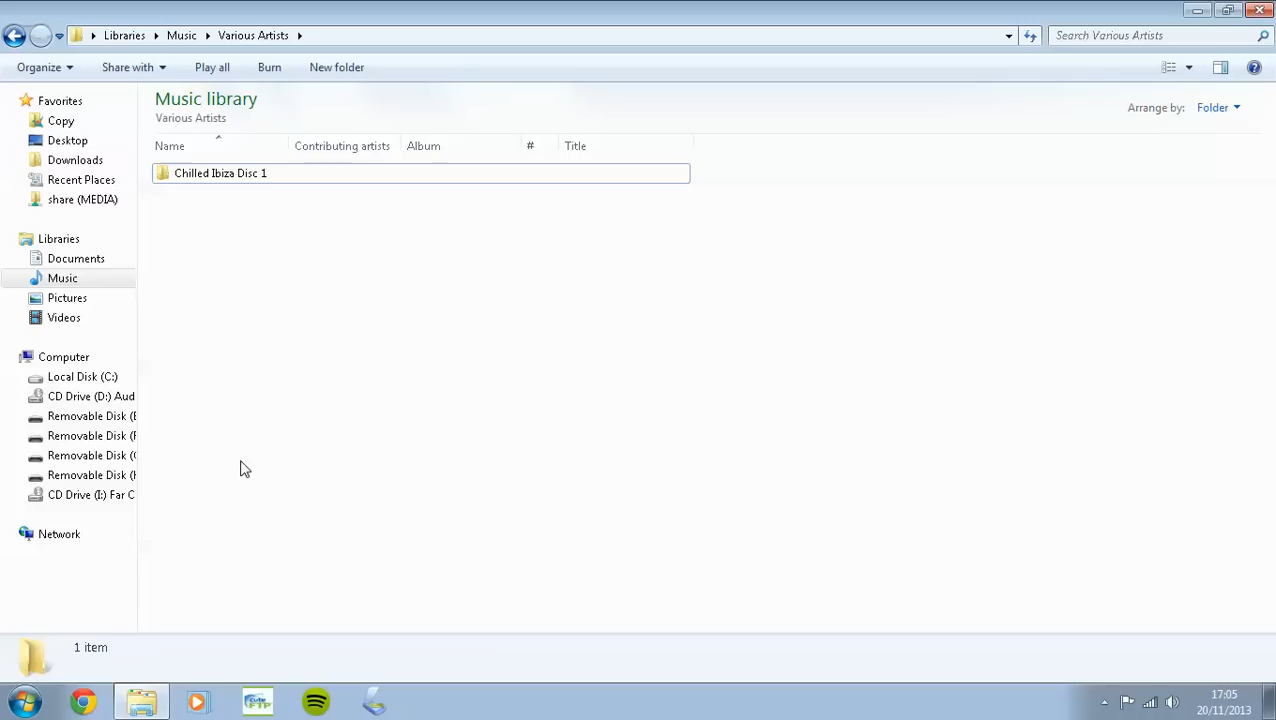 Libraries Music Various Artists
Search Various Artists
Organize Share with Play all Burn New folder
Music library
Various Artists
Arrange by: Folder
Name Contributing artists Album # Title
Chilled Ibiza Disc 1
Favorites
Copy
Desktop
Downloads
Recent Places
share (MEDIA)
Libraries
Documents
Music
Pictures
Videos
Computer
Local Disk (C:)
CD Drive (D:) Aud
Removable Disk (
Removable Disk (
Removable Disk (
Removable Disk (
CD Drive (I:) Far C
Network
1 item
cute FTP
17:05
20/11/2013